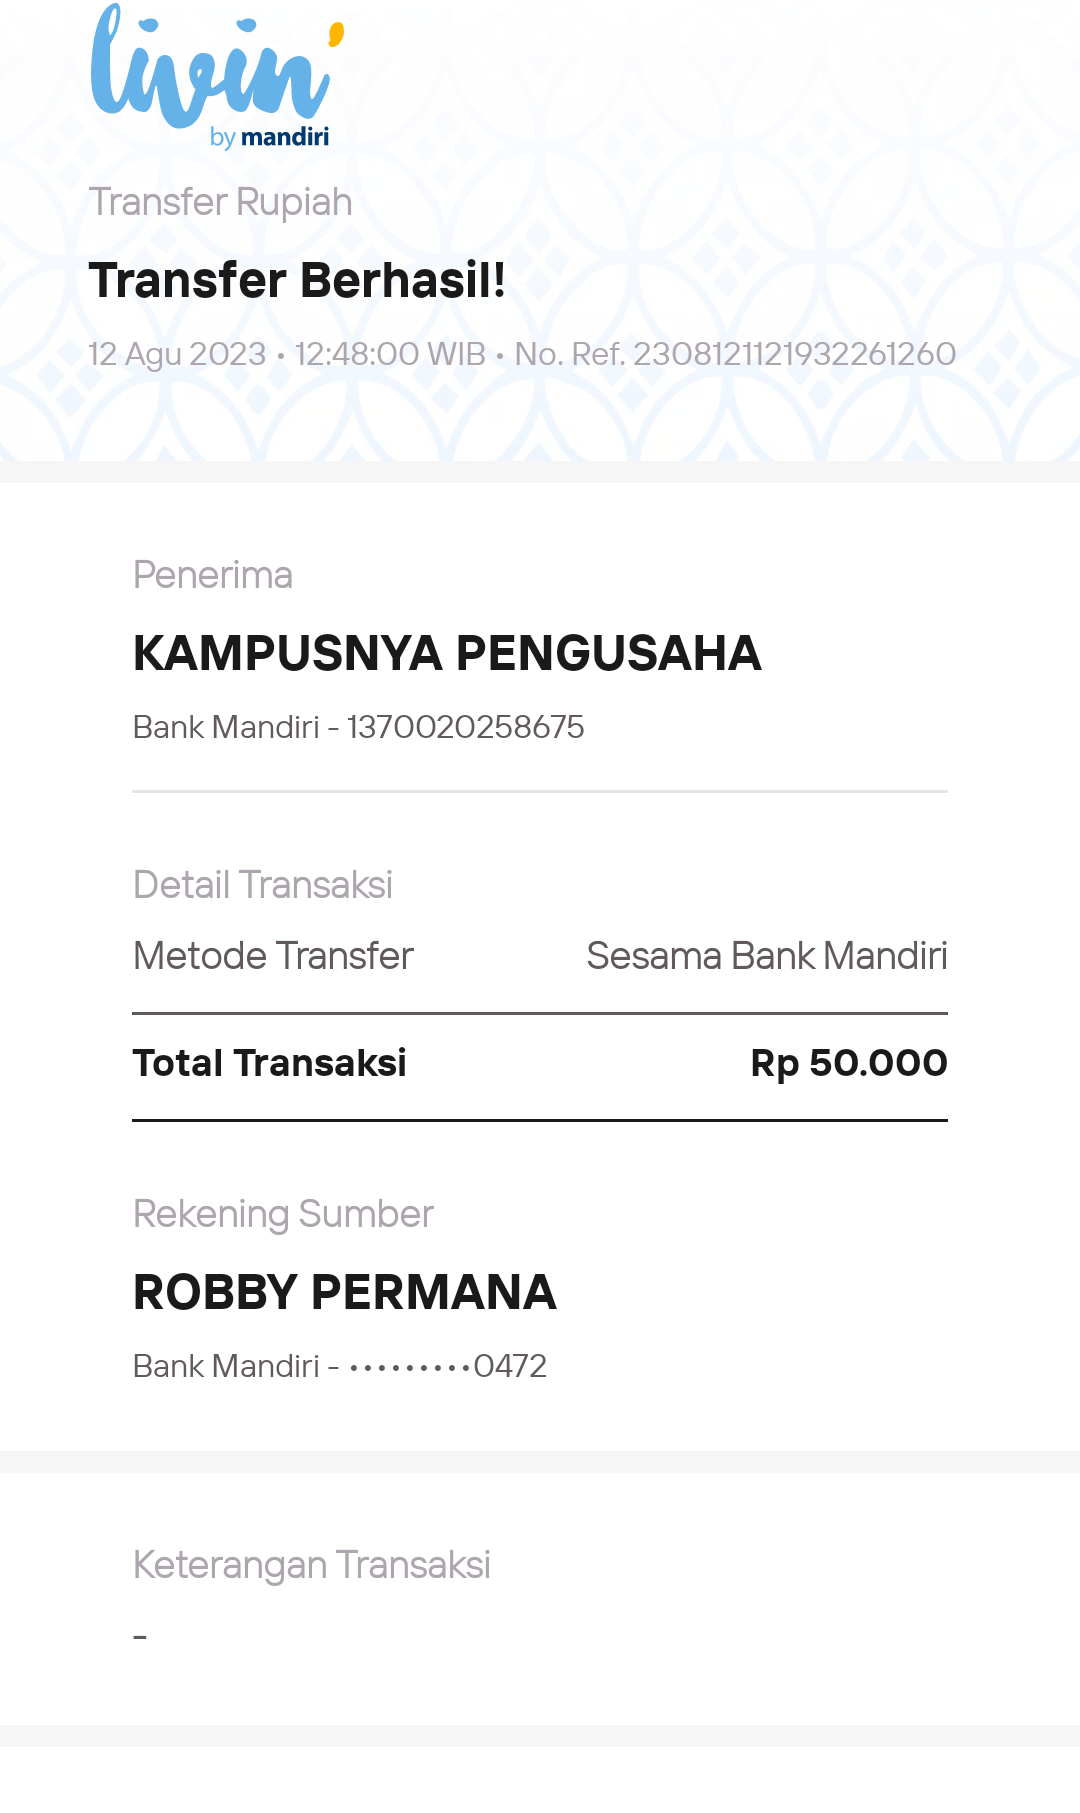 livin'
by mandiri
Transfer Rupiah
Transfer Berhasil!
12 Agu 2023 • 12:48:00 WIB • No. Ref. 2308121121932261260
Penerima
KAMPUSNYA PENGUSAHA
Bank Mandiri - 1370020258675
Detail Transaksi
Metode Transfer Sesama Bank Mandiri
Total Transaksi Rp 50.000
Rekening Sumber
ROBBY PERMANA
Bank Mandiri - •••••••••0472
Keterangan Transaksi
-